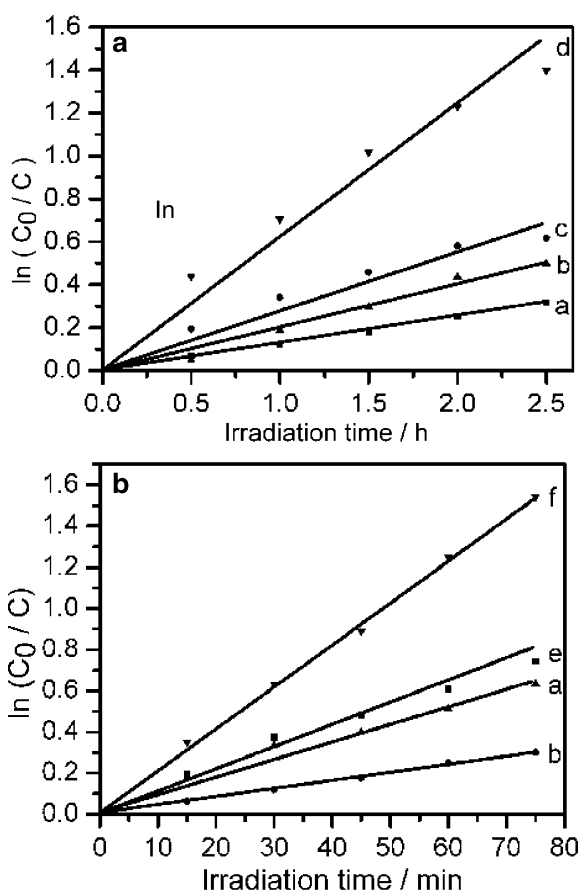 a
ln ( C0 / C )
1.6
1.4
1.2
1.0
0.8
0.6
0.4
0.2
0.0
ln
d
c
b
a
0.0 0.5 1.0 1.5 2.0 2.5
Irradiation time / h
b
ln (C0 / C)
1.6
1.4
1.2
1.0
0.8
0.6
0.4
0.2
0.0
f
e
a
b
0 10 20 30 40 50 60 70 80
Irradiation time / min